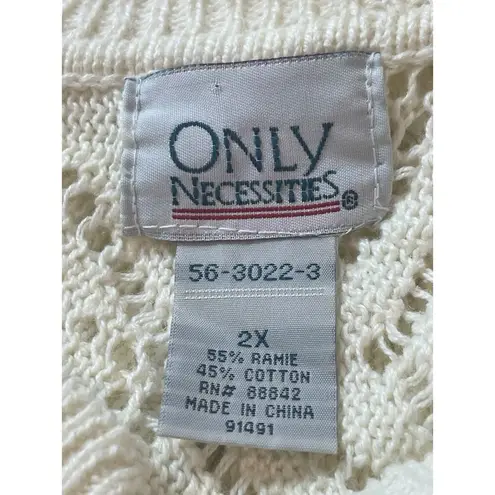 ONLY
NECESSITIES®
56-3022-3
2X
55% RAMIE
45% COTTON
RN# 88842
MADE IN CHINA
91491